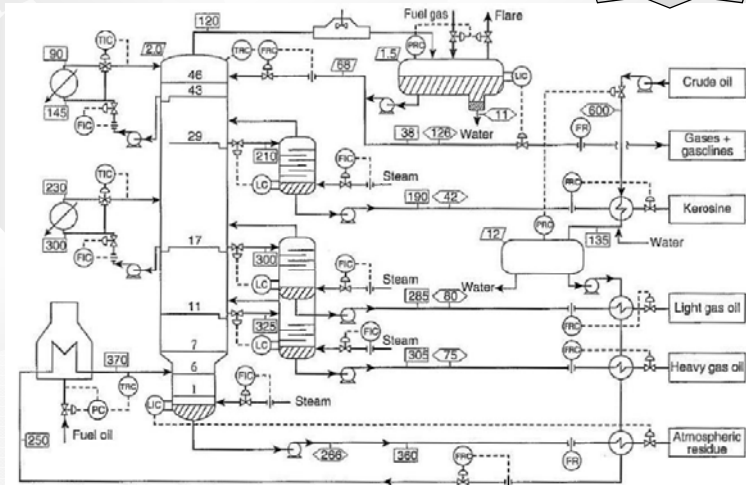 120
Fuel gas
Flare
90
TIC
2.0
TRC
FRC
PRC
1.5
68
LIC
Crude oil
46
43
145
FIC
11
Water
600
29
38
126
FR
Gases +
gasclines
210
FIC
LC
Steam
230
TIC
190
42
FRC
Kerosine
300
FIC
17
300
FIC
12
PRC
135
Water
LC
Steam
Water
11
325
285
80
FRC
Light gas oil
7
LC
FIC
Steam
305
75
FRC
Heavy gas oil
370
6
TRC
PC
1
FIC
LIC
Steam
Fuel oil
250
266
360
FR
Atmospheric
residue
FRC